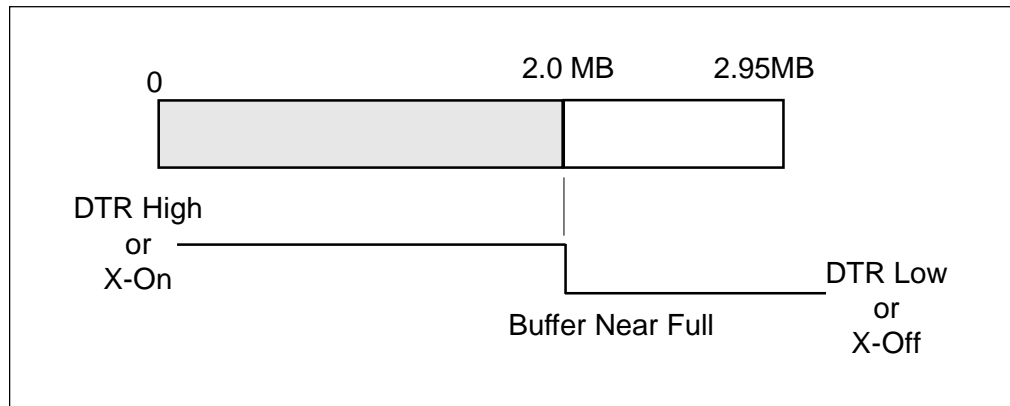 0
2.0 MB
2.95MB
DTR High
or
X-On
Buffer Near Full
DTR Low
or
X-Off